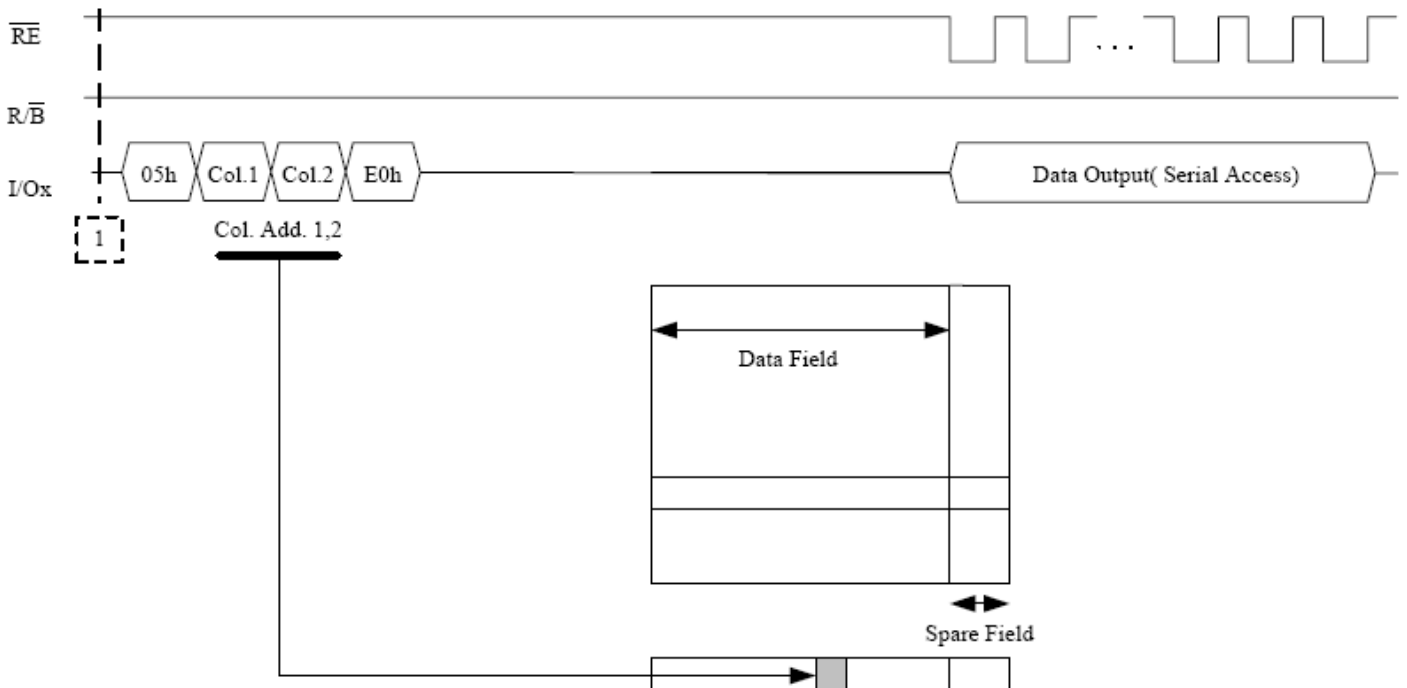 R̅E̅
R/B̅
I/Ox
05h Col.1 Col.2 E0h Data Output( Serial Access)
1
Col. Add. 1,2
. . .
Data Field
Spare Field